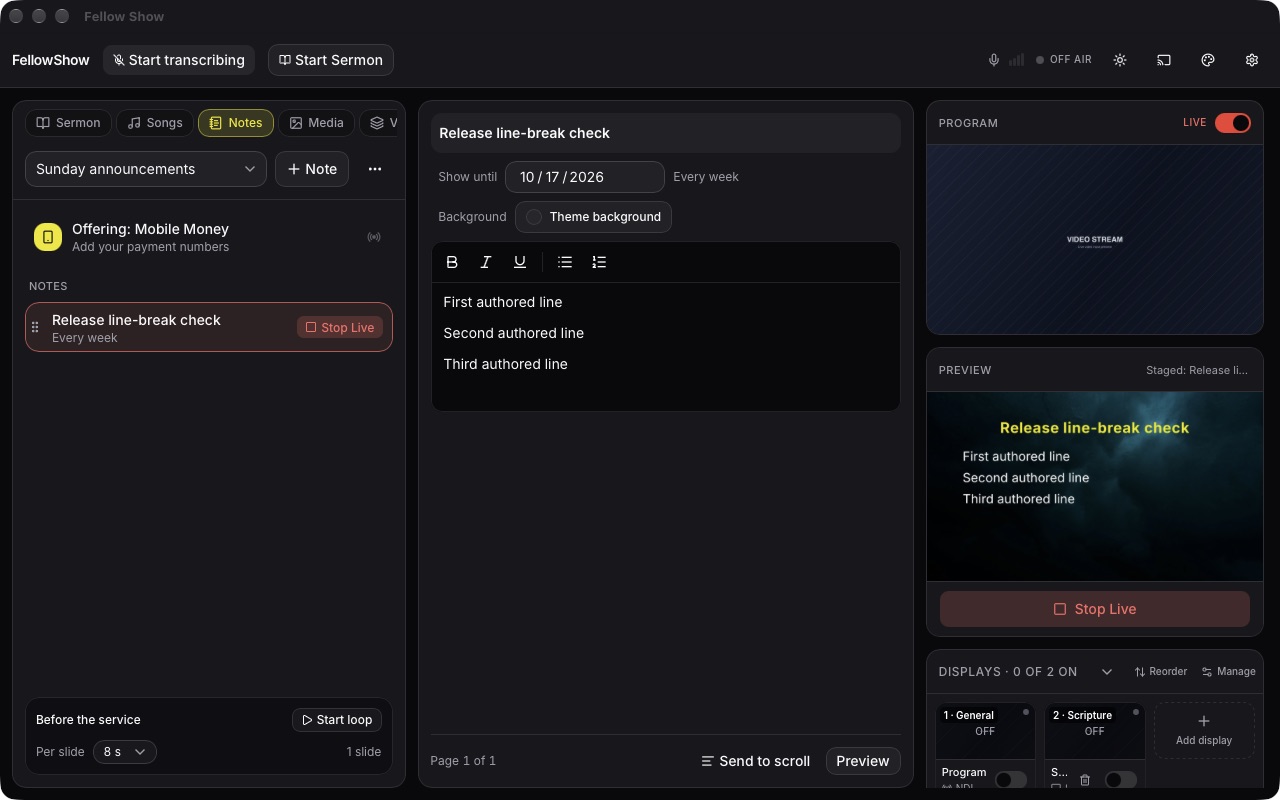 Fellow Show
FellowShow
Start transcribing
Start Sermon
OFF AIR
Sermon
Songs
Notes
Media
V
Sunday announcements
Note
Offering: Mobile Money
Add your payment numbers
NOTES
Release line-break check
Every week
Stop Live
Before the service
Start loop
Per slide
8 s
1 slide
Release line-break check
Show until
10 / 17 / 2026
Every week
Background
Theme background
B I U
First authored line
Second authored line
Third authored line
Page 1 of 1
Send to scroll
Preview
PROGRAM
LIVE
VIDEO STREAM
PREVIEW
Staged: Release li...
Release line-break check
First authored line
Second authored line
Third authored line
Stop Live
DISPLAYS · 0 OF 2 ON
Reorder
Manage
1 · General
OFF
2 · Scripture
OFF
Add display
Program
S...
NDI